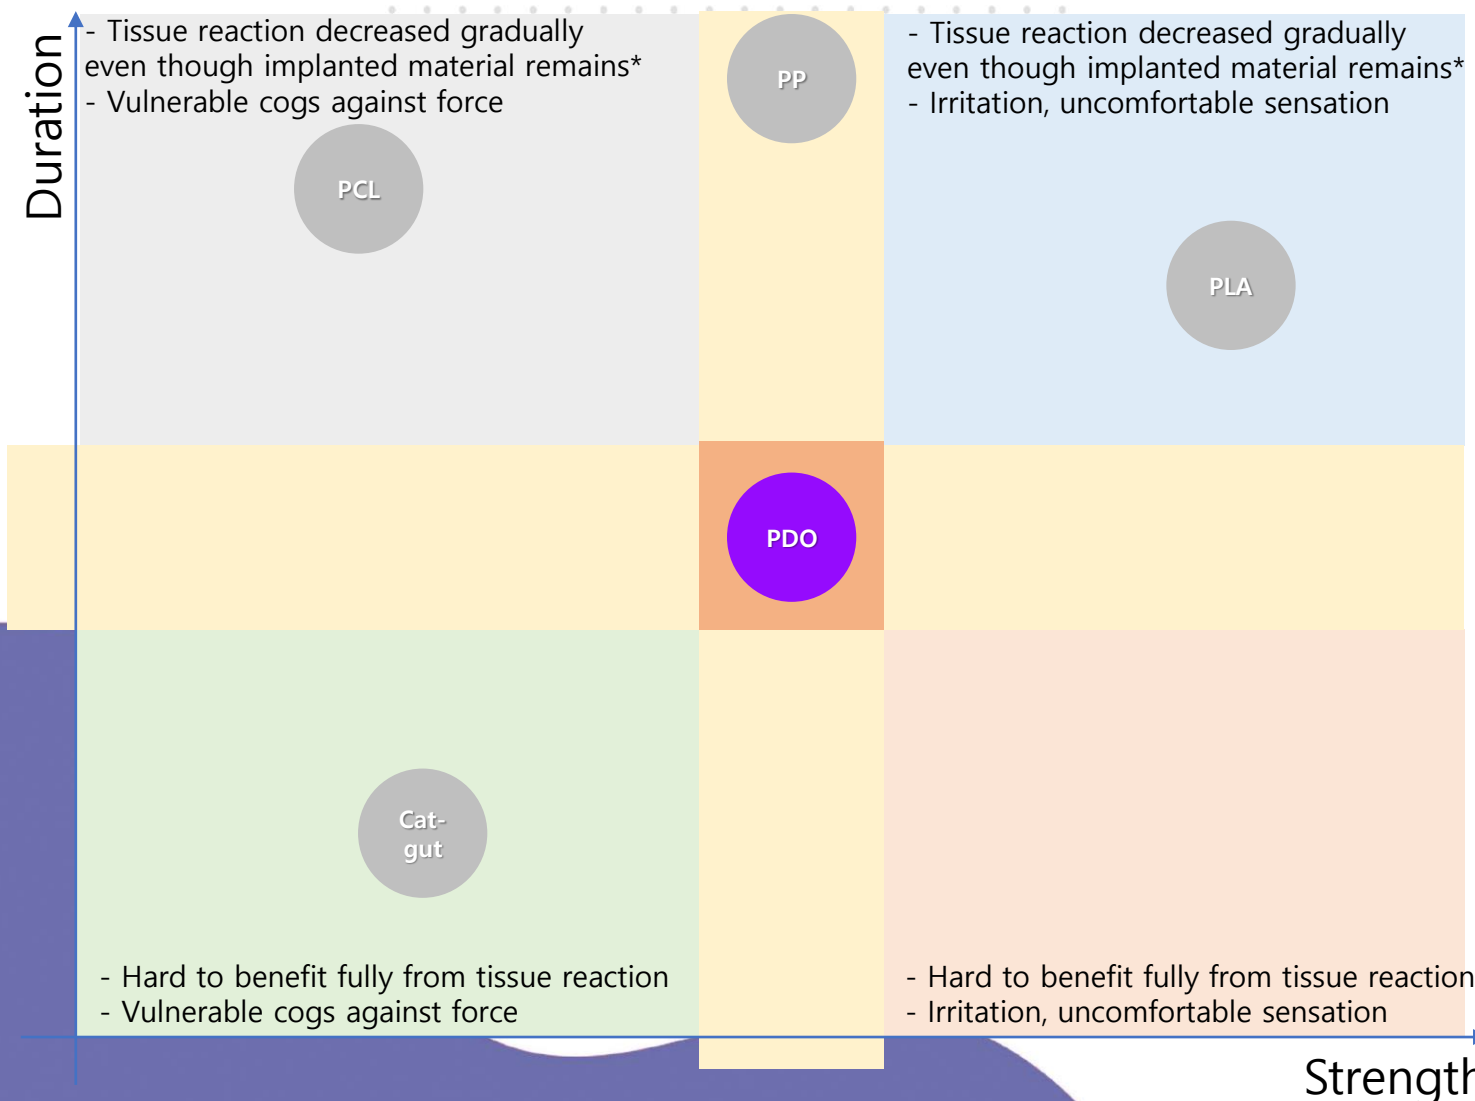 Duration
- Tissue reaction decreased gradually
even though implanted material remains*
- Vulnerable cogs against force
PP
- Tissue reaction decreased gradually
even though implanted material remains*
- Irritation, uncomfortable sensation
PCL
PLA
PDO
Cat-
gut
- Hard to benefit fully from tissue reaction
- Vulnerable cogs against force
- Hard to benefit fully from tissue reaction
- Irritation, uncomfortable sensation
Strength